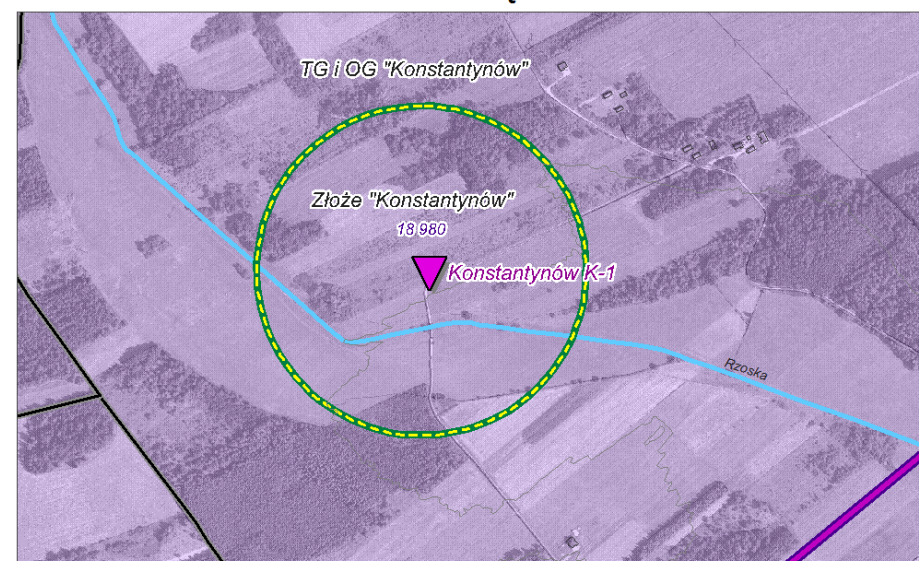 TG i OG "Konstantynów"
Złoże "Konstantynów"
18 980
Konstantynów K-1
Rzoska